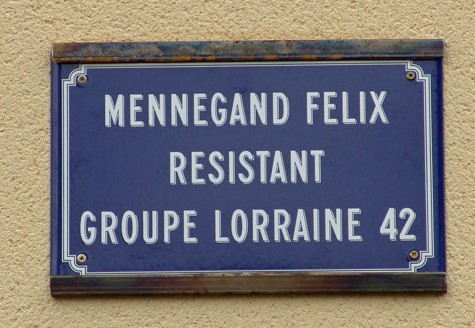 MENNEGAND FELIX
RESISTANT
GROUPE LORRAINE 42